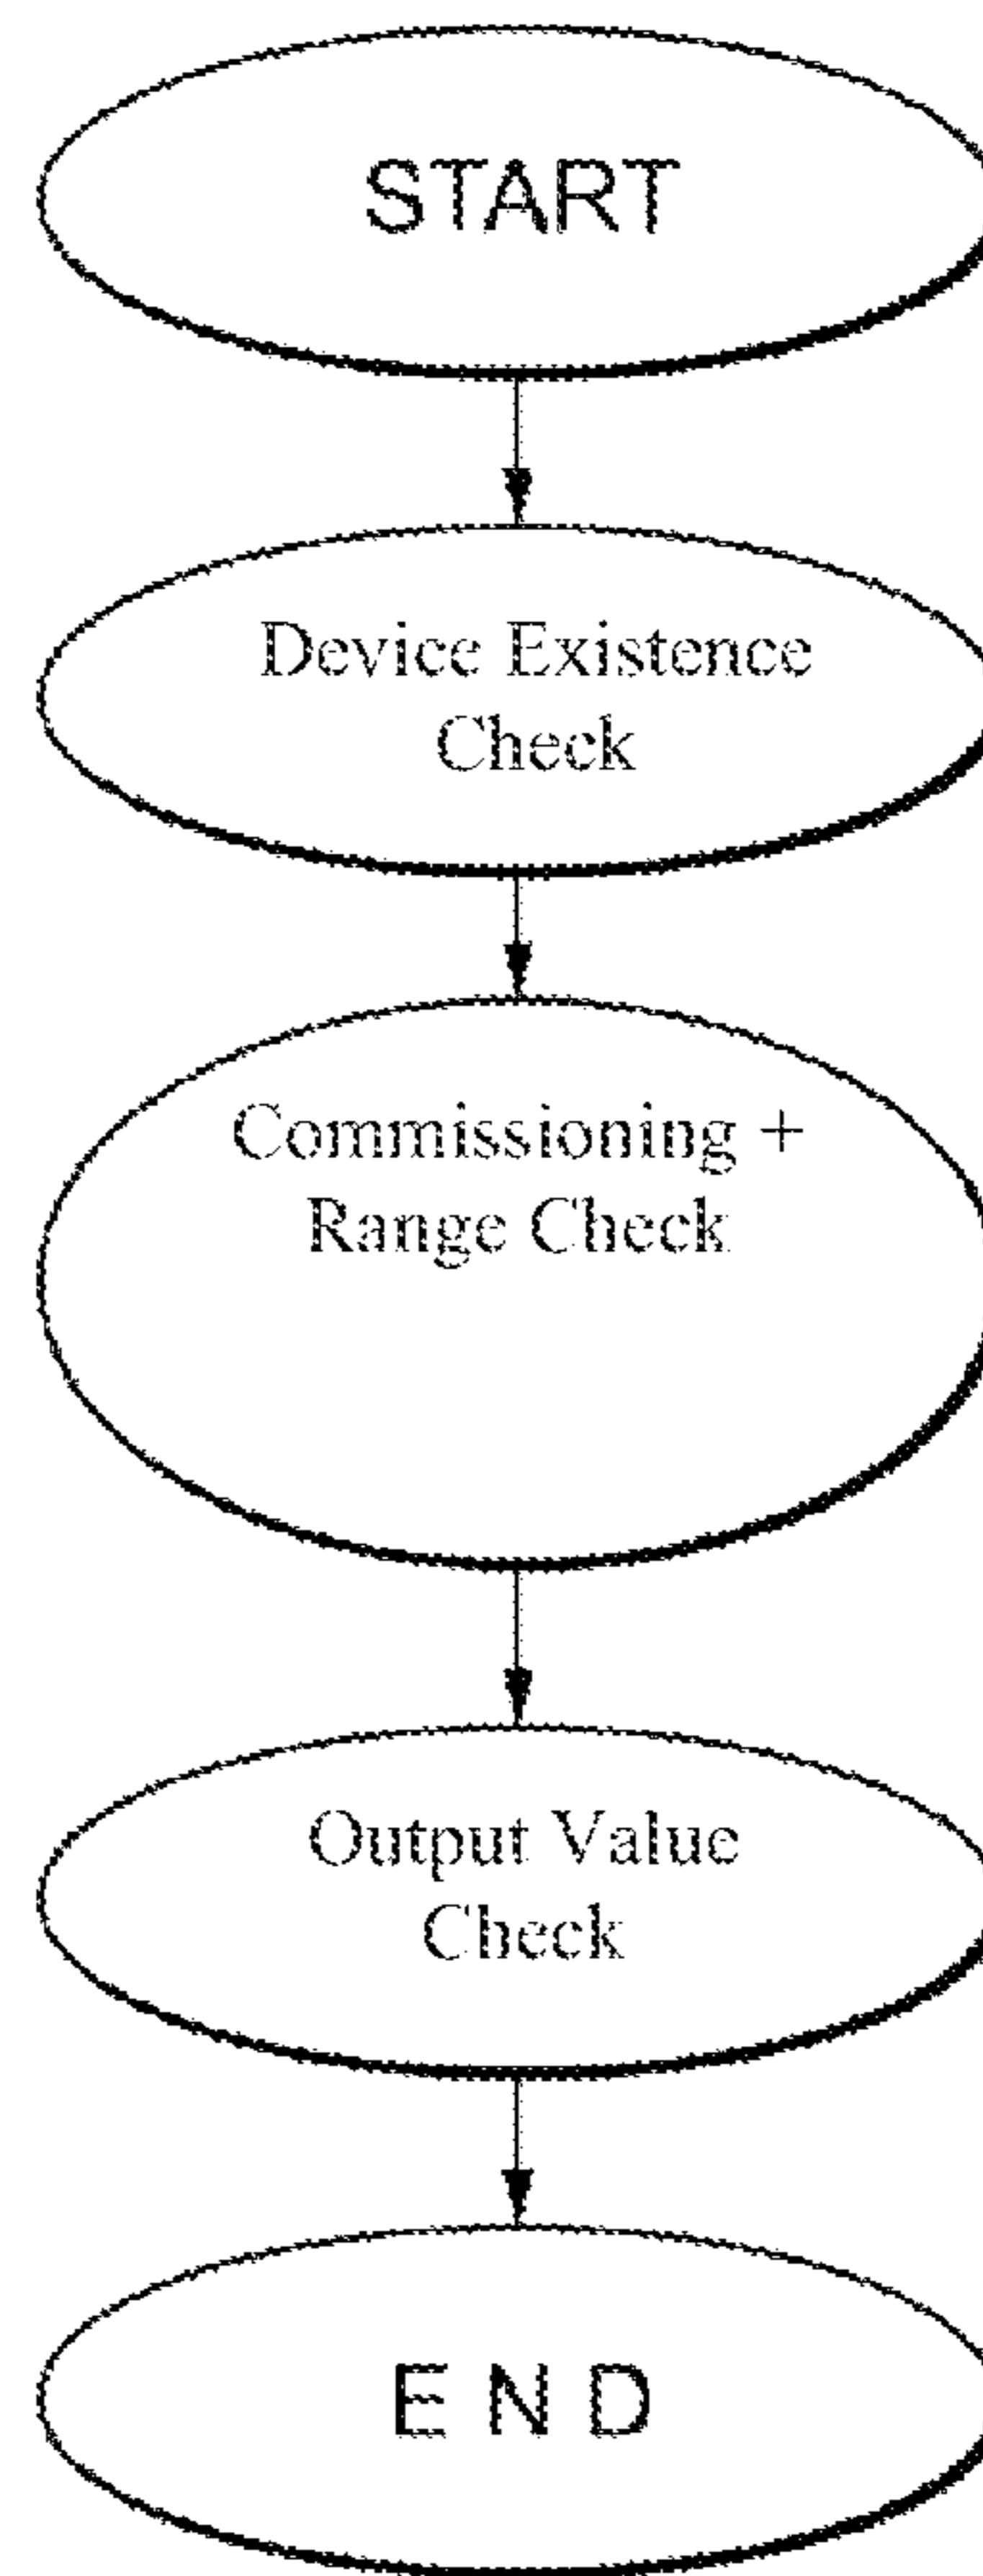 START
Device Existence
Check
Commissioning +
Range Check
Output Value
Check
E N D